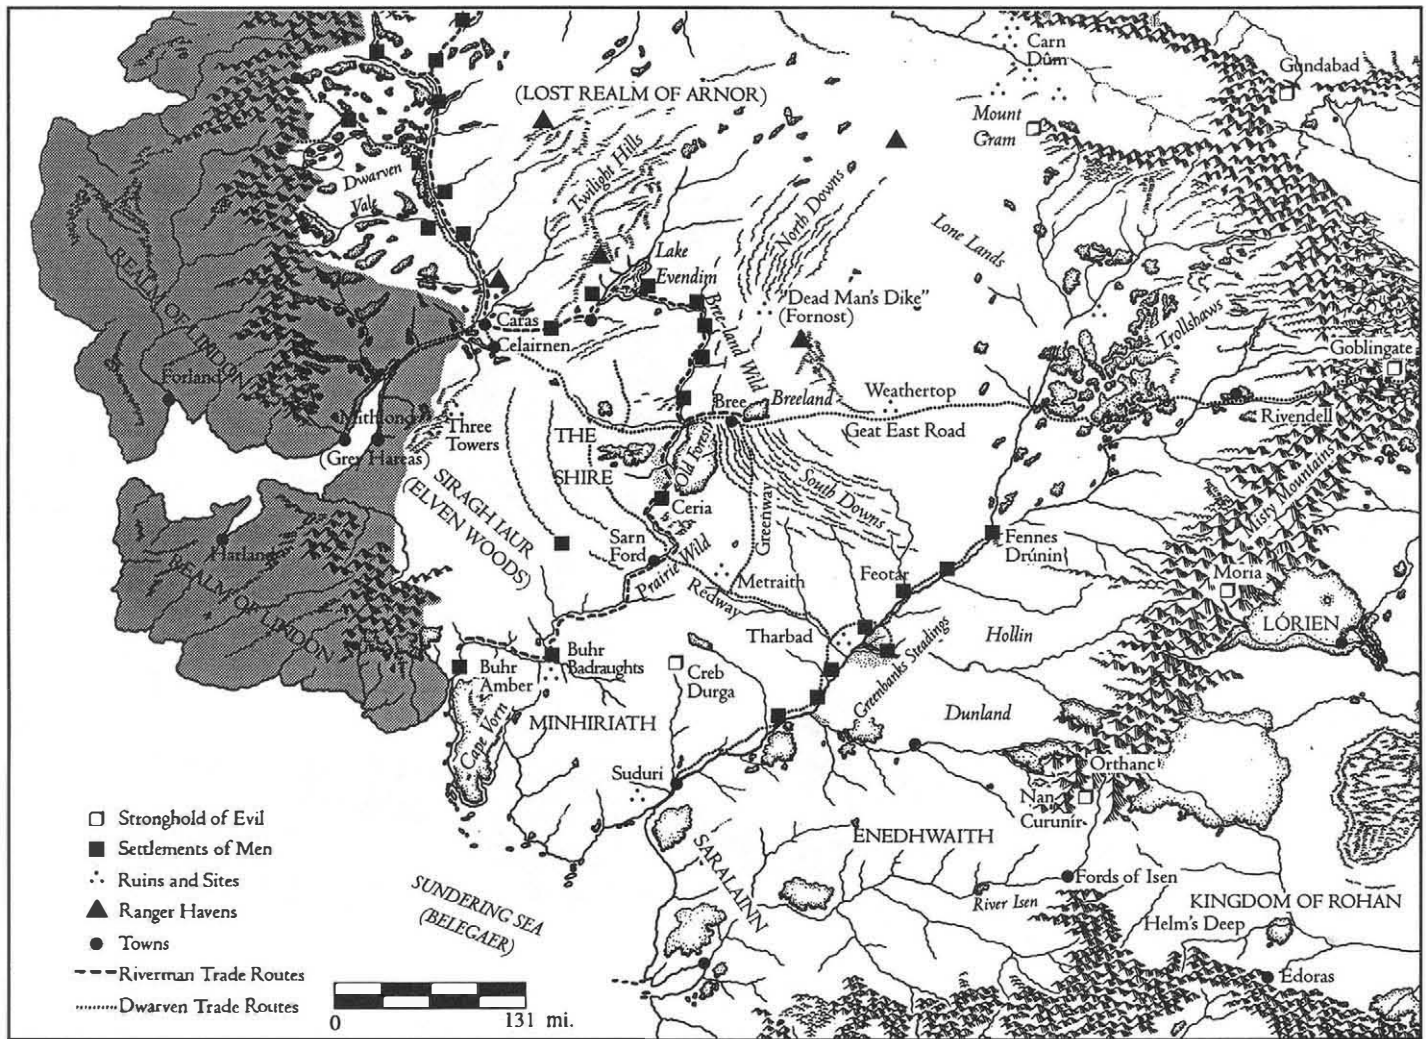 Carn
Dûm
Gundabad
(LOST REALM OF ARNOR)
Mount
Gram
Dwarven
Vale
Twilight Hills
North Downs
Lone Lands
Lake
Evendim
REALM OF LINDON
"Dead Man's Dike"
(Fornost)
Caras
Celairnen
Bree-land Wild
Trollshaws
Goblingate
Forland
Weathertop
Bree
Breeland
Rivendell
Mithlond
Three
Towers
THE
SHIRE
Geat East Road
(Grey Hareas)
Old Forest
South Downs
Misty Mountains
SIRAGH IAUR
(ELVEN WOODS)
Ceria
Greenway
Harland
Sarn
Ford
Prairie Wild
Fennes
Drúnin
Metraith
Feotar
Moria
REALM OF LINDON
Redway
Tharbad
Hollin
LÓRIEN
Buhr
Amber
Buhr
Badraughts
Creb
Durga
Greenbanks Steadings
Cape Vorn
MINHIRIATH
Dunland
Suduri
Orthanc
Nan
Curunír
Stronghold of Evil
Settlements of Men
Ruins and Sites
Ranger Havens
Towns
Riverman Trade Routes
Dwarven Trade Routes
SARALAINN
ENEDHWAITH
SUNDERING SEA
(BELEGAER)
Fords of Isen
River Isen
KINGDOM OF ROHAN
Helm's Deep
Edoras
0 131 mi.